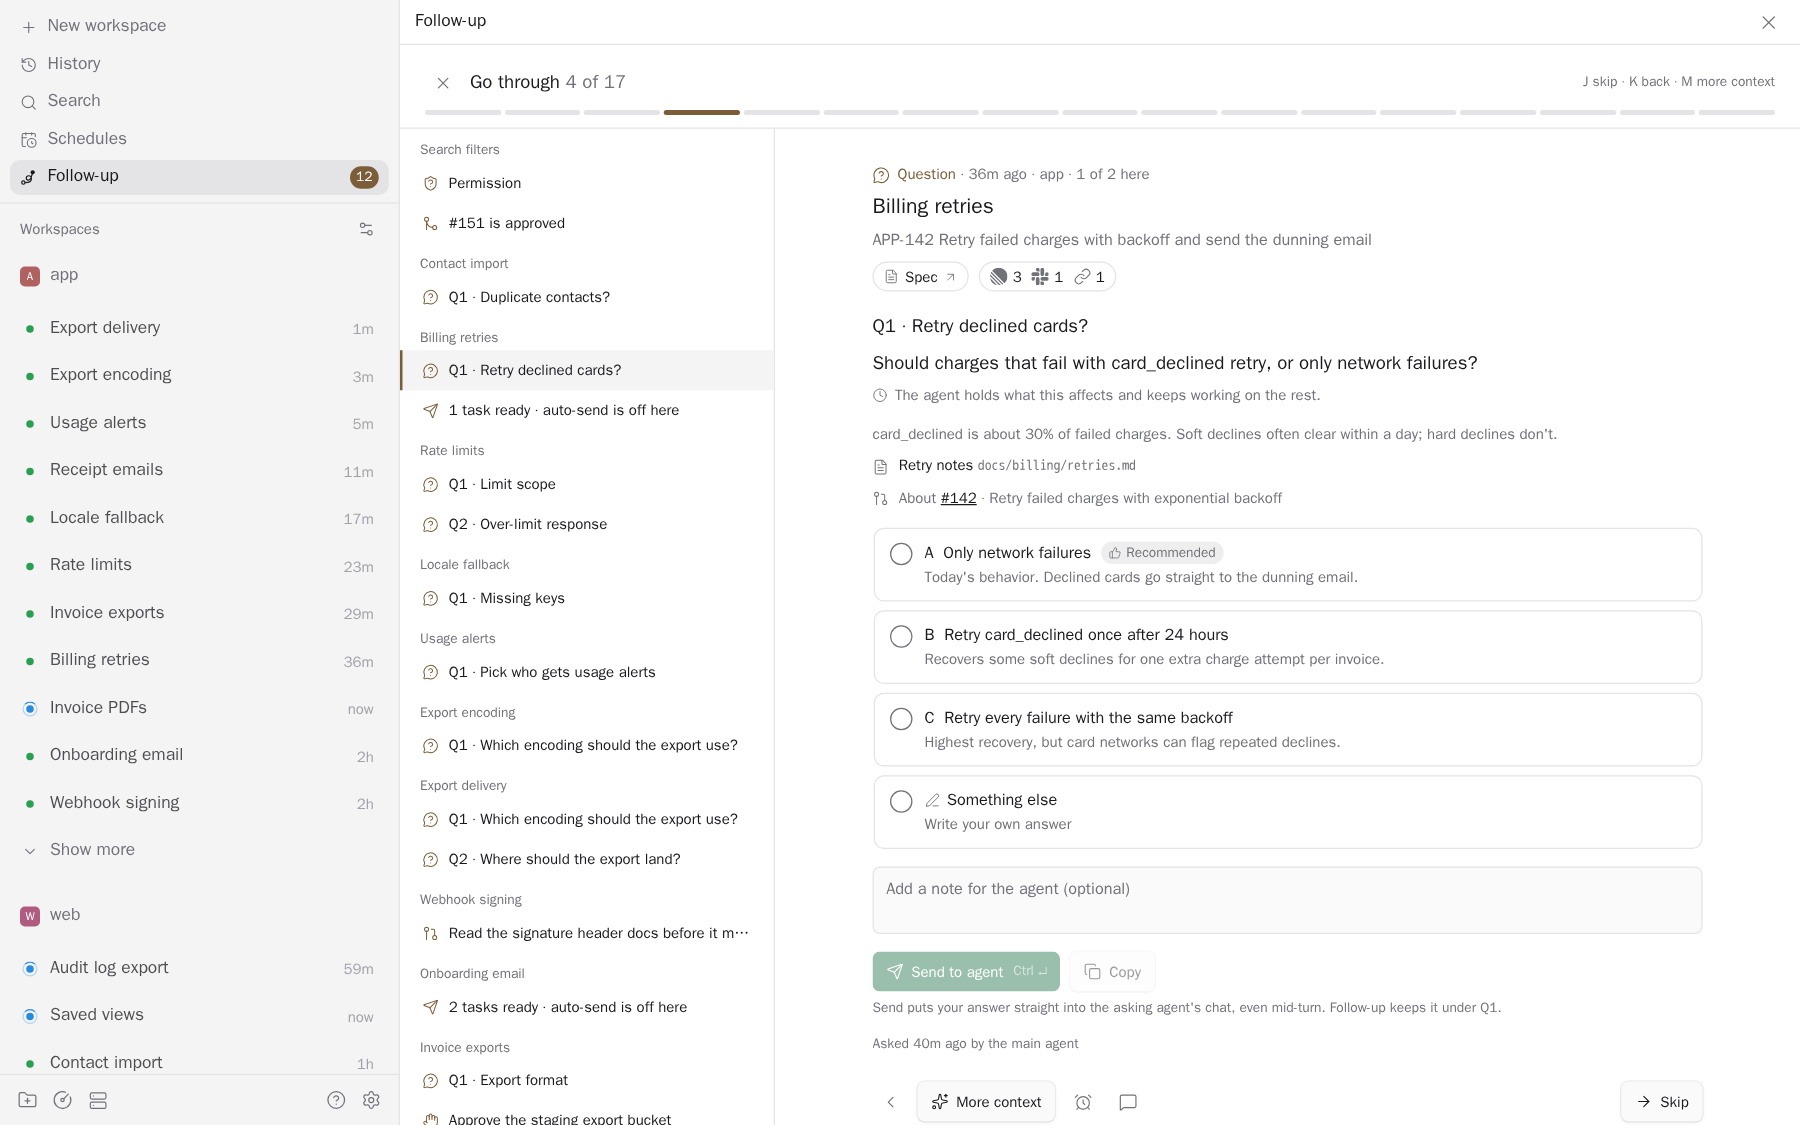 New workspace
History
Search
Schedules
Follow-up 12
Workspaces
A app
Export delivery 1m
Export encoding 3m
Usage alerts 5m
Receipt emails 11m
Locale fallback 17m
Rate limits 23m
Invoice exports 29m
Billing retries 36m
Invoice PDFs now
Onboarding email 2h
Webhook signing 2h
Show more
W web
Audit log export 59m
Saved views now
Contact import 1h
Follow-up
Go through 4 of 17
J skip · K back · M more context
Search filters
Permission
#151 is approved
Contact import
Q1 · Duplicate contacts?
Billing retries
Q1 · Retry declined cards?
1 task ready · auto-send is off here
Rate limits
Q1 · Limit scope
Q2 · Over-limit response
Locale fallback
Q1 · Missing keys
Usage alerts
Q1 · Pick who gets usage alerts
Export encoding
Q1 · Which encoding should the export use?
Export delivery
Q1 · Which encoding should the export use?
Q2 · Where should the export land?
Webhook signing
Read the signature header docs before it m···
Onboarding email
2 tasks ready · auto-send is off here
Invoice exports
Q1 · Export format
Approve the staging export bucket
Question · 36m ago · app · 1 of 2 here
Billing retries
APP-142 Retry failed charges with backoff and send the dunning email
Spec 3 1 1
Q1 · Retry declined cards?
Should charges that fail with card_declined retry, or only network failures?
The agent holds what this affects and keeps working on the rest.
card_declined is about 30% of failed charges. Soft declines often clear within a day; hard declines don't.
Retry notes docs/billing/retries.md
About #142 · Retry failed charges with exponential backoff
A Only network failures Recommended
Today's behavior. Declined cards go straight to the dunning email.
B Retry card_declined once after 24 hours
Recovers some soft declines for one extra charge attempt per invoice.
C Retry every failure with the same backoff
Highest recovery, but card networks can flag repeated declines.
Something else
Write your own answer
Add a note for the agent (optional)
Send to agent Ctrl ↵ Copy
Send puts your answer straight into the asking agent's chat, even mid-turn. Follow-up keeps it under Q1.
Asked 40m ago by the main agent
More context Skip